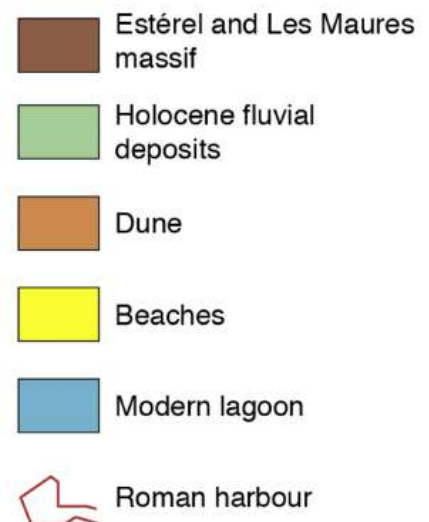 Estérel and Les Maures
massif
Holocene fluvial
deposits
Dune
Beaches
Modern lagoon
Roman harbour